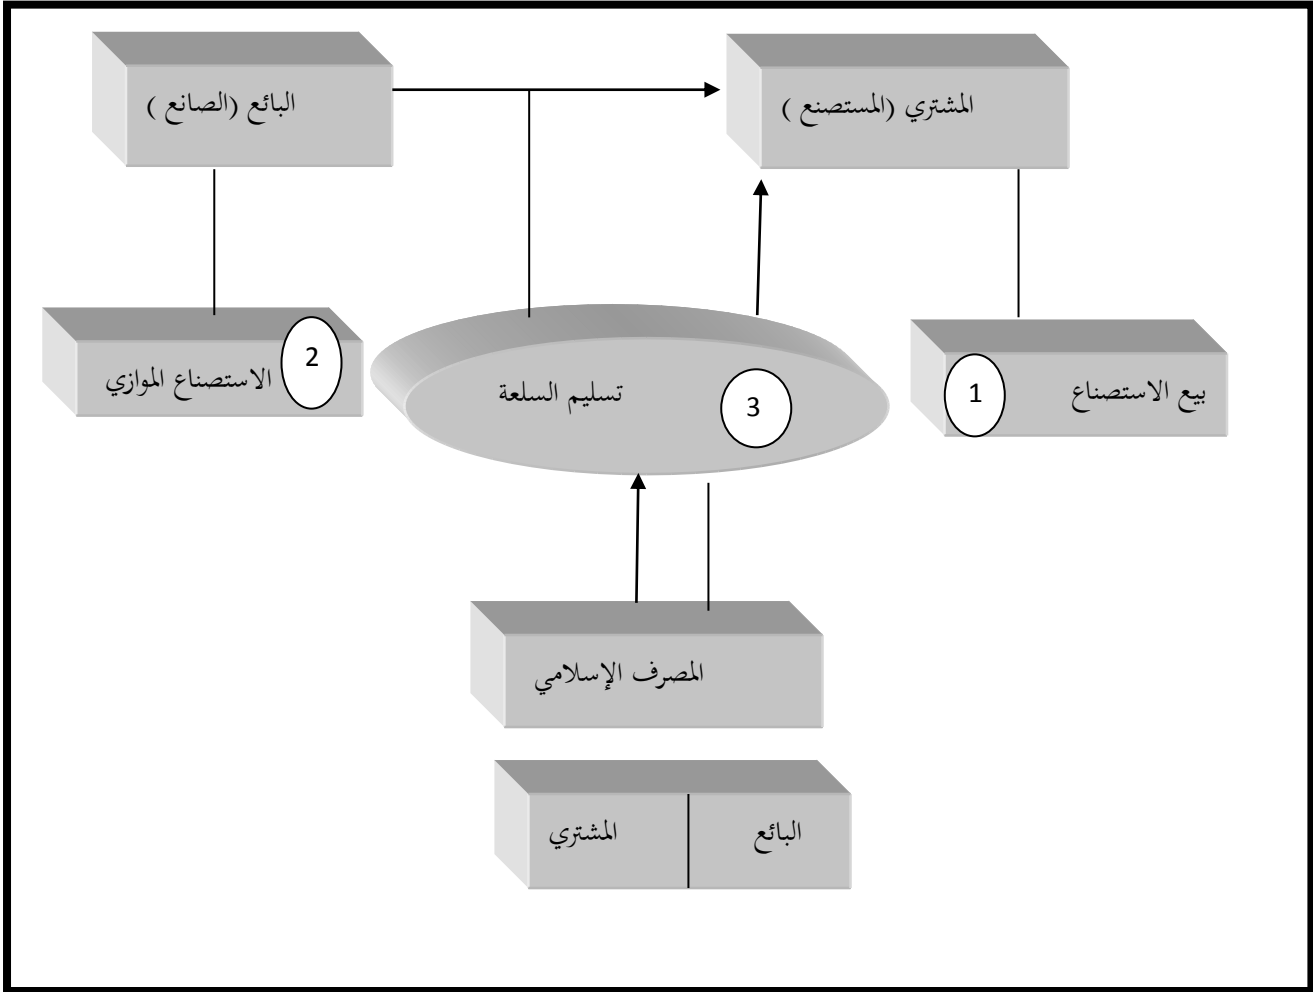 المشتري (المستصنع )
البائع (الصانع )
بيع الاستصناع
1
تسليم السلعة
3
2
الاستصناع الموازي
المصرف الإسلامي
البائع
المشتري